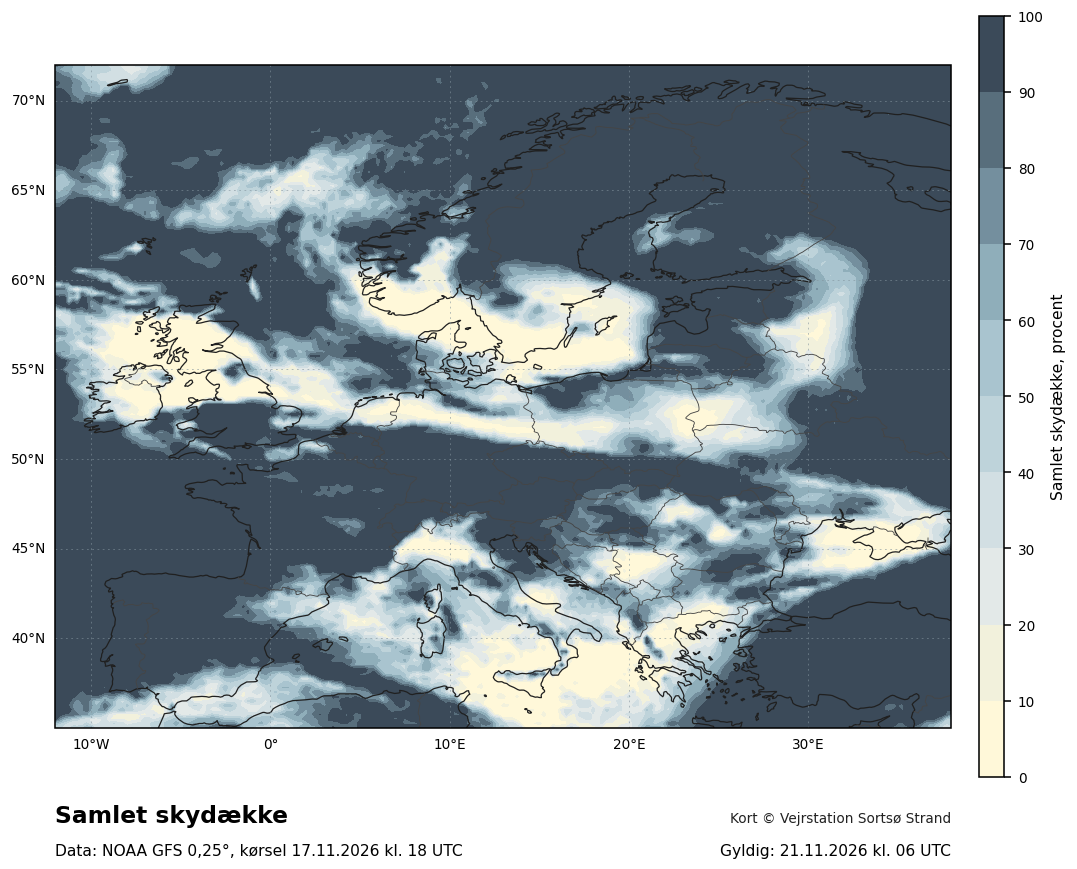 70°N
65°N
60°N
55°N
50°N
45°N
40°N
10°W
0°
10°E
20°E
30°E
100
90
80
70
60
50
40
30
20
10
0
Samlet skydække, procent
Samlet skydække
Kort © Vejrstation Sortsø Strand
Data: NOAA GFS 0,25°, kørsel 17.11.2026 kl. 18 UTC
Gyldig: 21.11.2026 kl. 06 UTC